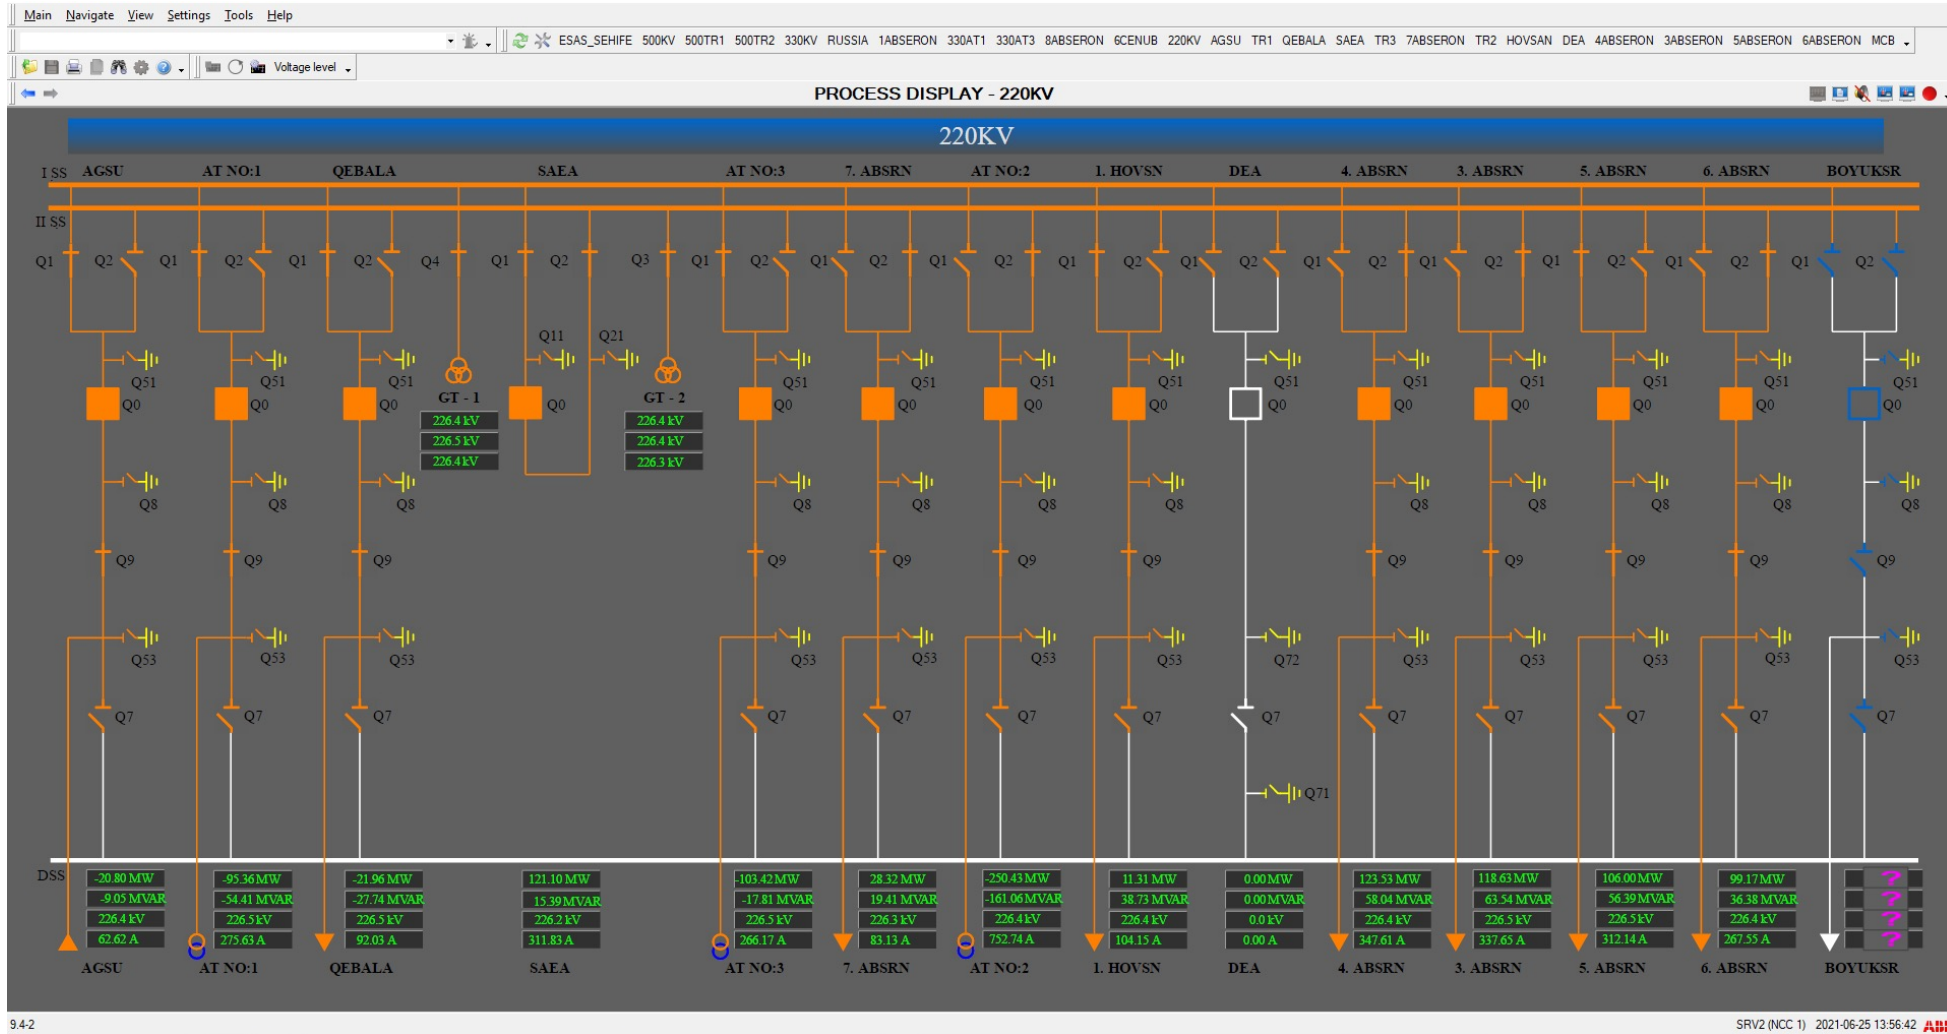 Main Navigate View Settings Tools Help
ESAS_SEHIFE 500KV 500TR1 500TR2 330KV RUSSIA 1ABSERON 330AT1 330AT3 8ABSERON 6CENUB 220KV AGSU TR1 QEBALA SAEA TR3 7ABSERON TR2 HOVSAN DEA 4ABSERON 3ABSERON 5ABSERON 6ABSERON MCB
Voltage level
PROCESS DISPLAY - 220KV
220KV
I SS AGSU AT NO:1 QEBALA SAEA AT NO:3 7. ABSRN AT NO:2 1. HOVSN DEA 4. ABSRN 3. ABSRN 5. ABSRN 6. ABSRN BOYUKSR
II SS
Q1 Q2 Q1 Q2 Q1 Q2 Q4 Q1 Q2 Q3 Q1 Q2 Q1 Q2 Q1 Q2 Q1 Q2 Q1 Q2 Q1 Q2 Q1 Q2 Q1 Q2 Q1 Q2 Q1 Q2
Q11 Q21
Q51 Q51 Q51 Q51 Q51 Q51 Q51 Q51 Q51 Q51 Q51 Q51 Q51
GT - 1 GT - 2
Q0 Q0 Q0 Q0 Q0 Q0 Q0 Q0 Q0 Q0 Q0 Q0 Q0 Q0
226.4 kV 226.4 kV
226.5 kV 226.4 kV
226.4 kV 226.3 kV
Q8 Q8 Q8 Q8 Q8 Q8 Q8 Q8 Q8 Q8 Q8 Q8
Q9 Q9 Q9 Q9 Q9 Q9 Q9 Q9 Q9 Q9 Q9 Q9
Q53 Q53 Q53 Q53 Q53 Q53 Q53 Q72 Q53 Q53 Q53 Q53 Q53
Q7 Q7 Q7 Q7 Q7 Q7 Q7 Q7 Q7 Q7 Q7 Q7 Q7
Q71
DSS -20.80 MW -95.36 MW -21.96 MW 121.10 MW -103.42 MW 28.32 MW -250.43 MW 11.31 MW 0.00 MW 123.53 MW 118.63 MW 106.00 MW 99.17 MW ?
-9.05 MVAR -54.41 MVAR -27.74 MVAR 15.39 MVAR -17.81 MVAR 19.41 MVAR -161.06 MVAR 38.73 MVAR 0.00 MVAR 58.04 MVAR 63.54 MVAR 56.39 MVAR 36.38 MVAR ?
226.4 kV 226.5 kV 226.5 kV 226.2 kV 226.5 kV 226.3 kV 226.4 kV 226.4 kV 0.0 kV 226.4 kV 226.5 kV 226.5 kV 226.4 kV ?
62.62 A 275.63 A 92.03 A 311.83 A 266.17 A 83.13 A 752.74 A 104.15 A 0.00 A 347.61 A 337.65 A 312.14 A 267.55 A ?
AGSU AT NO:1 QEBALA SAEA AT NO:3 7. ABSRN AT NO:2 1. HOVSN DEA 4. ABSRN 3. ABSRN 5. ABSRN 6. ABSRN BOYUKSR
9.4-2 SRV2 (NCC 1) 2021-06-25 13:56:42 ABB